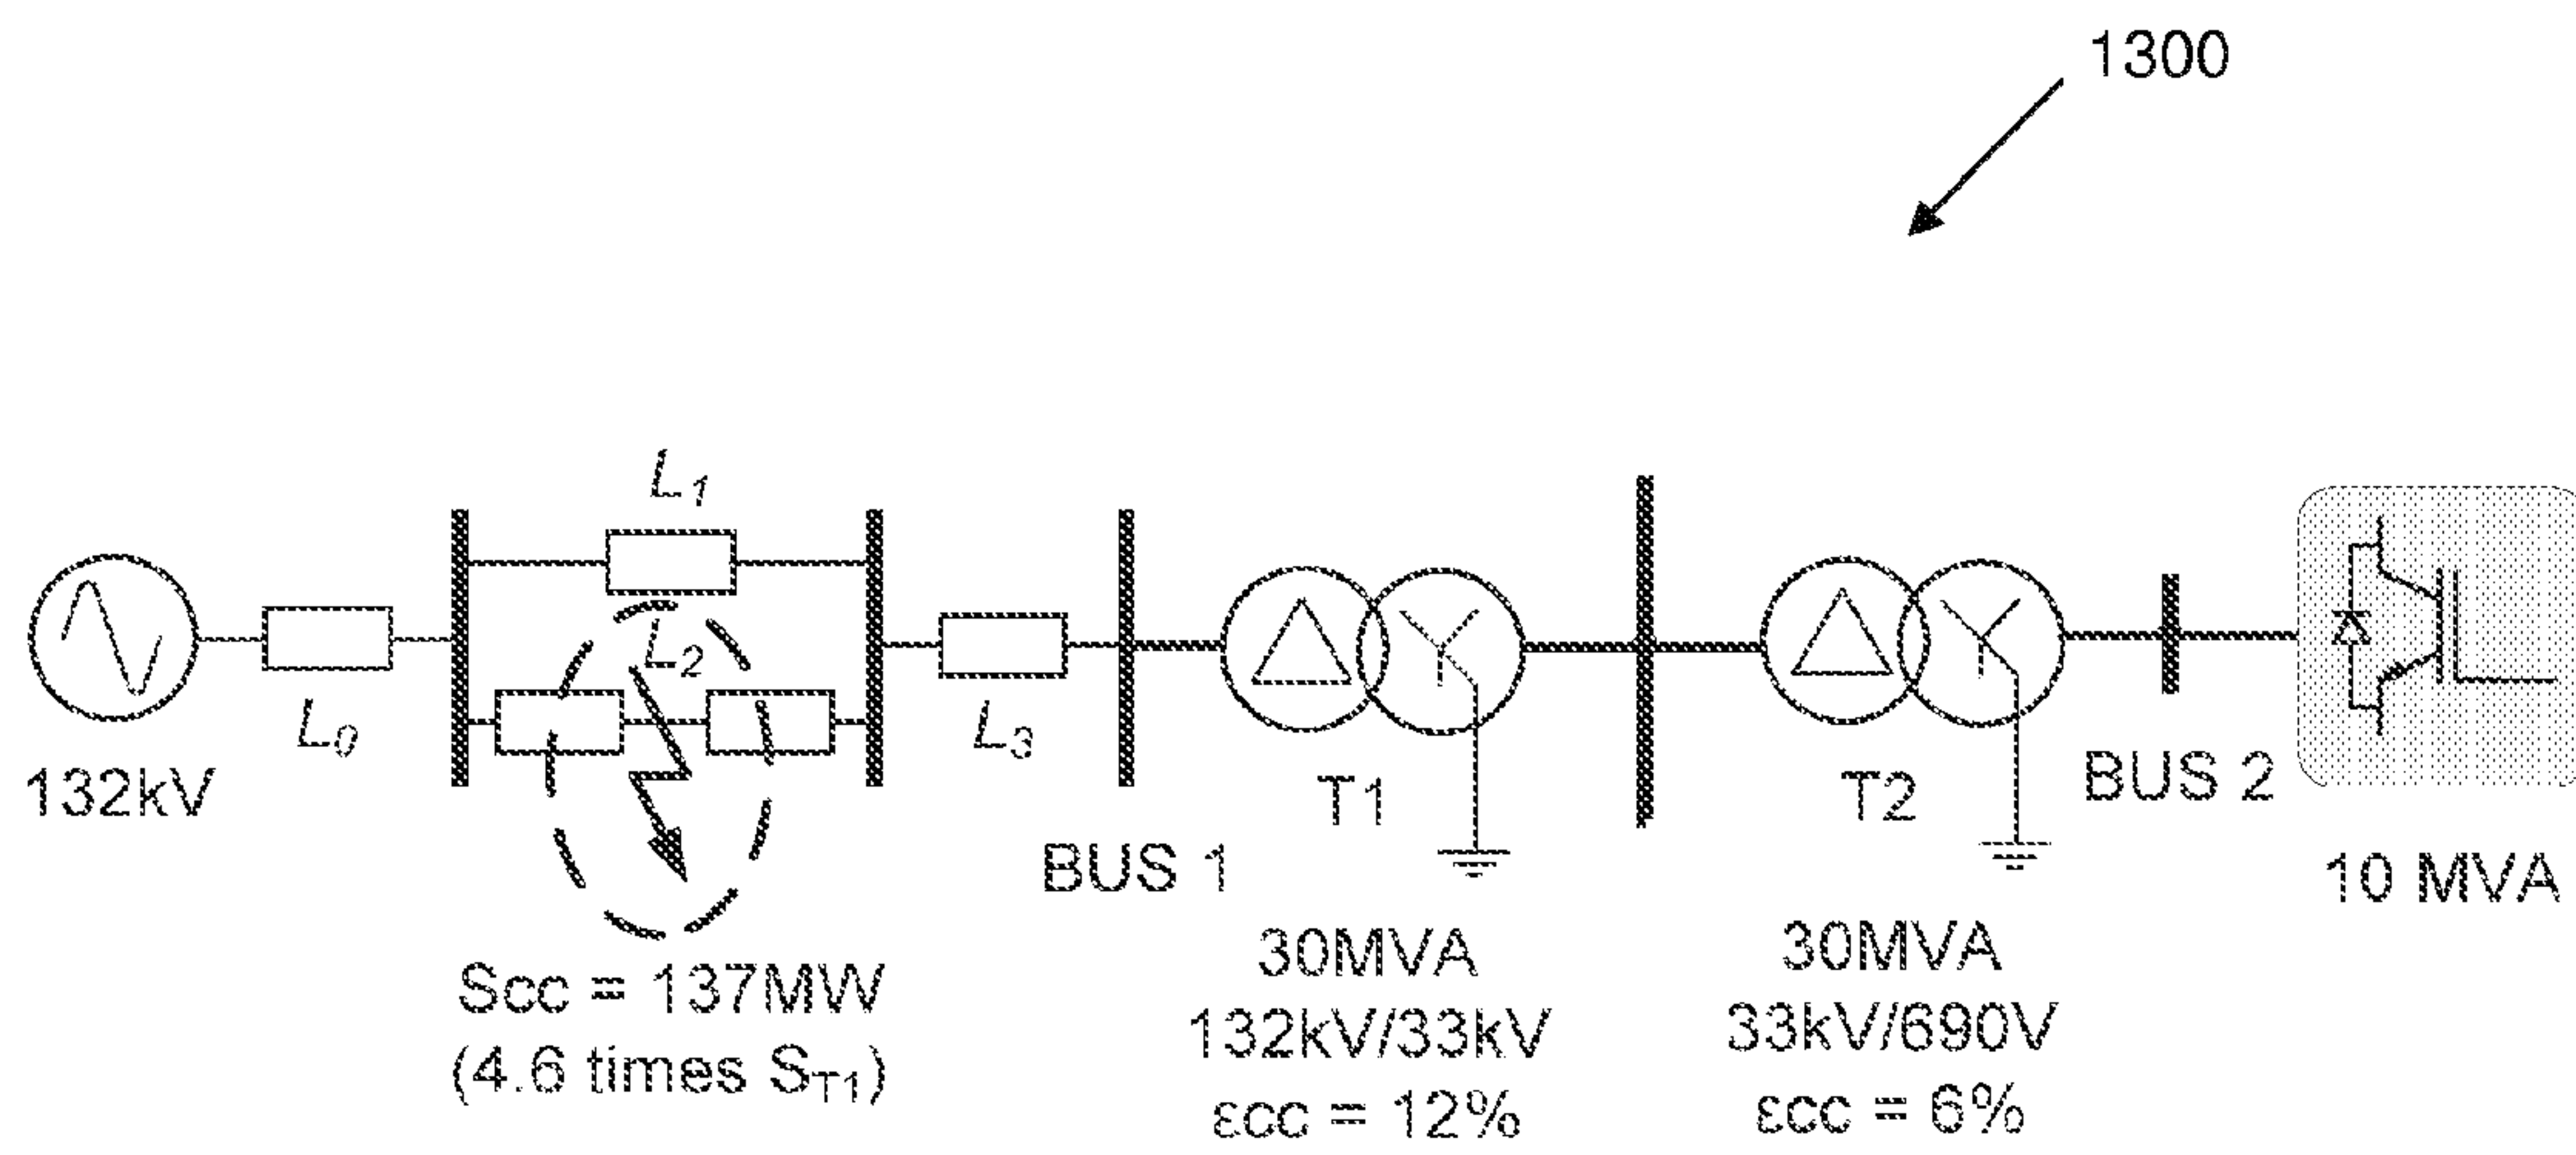 1300
L1
L2
L0
L3
132kV
BUS 1
T1
T2
BUS 2
10 MVA
Scc = 137MW
(4.6 times ST1)
30MVA
132kV/33kV
εcc = 12%
30MVA
33kV/690V
εcc = 6%